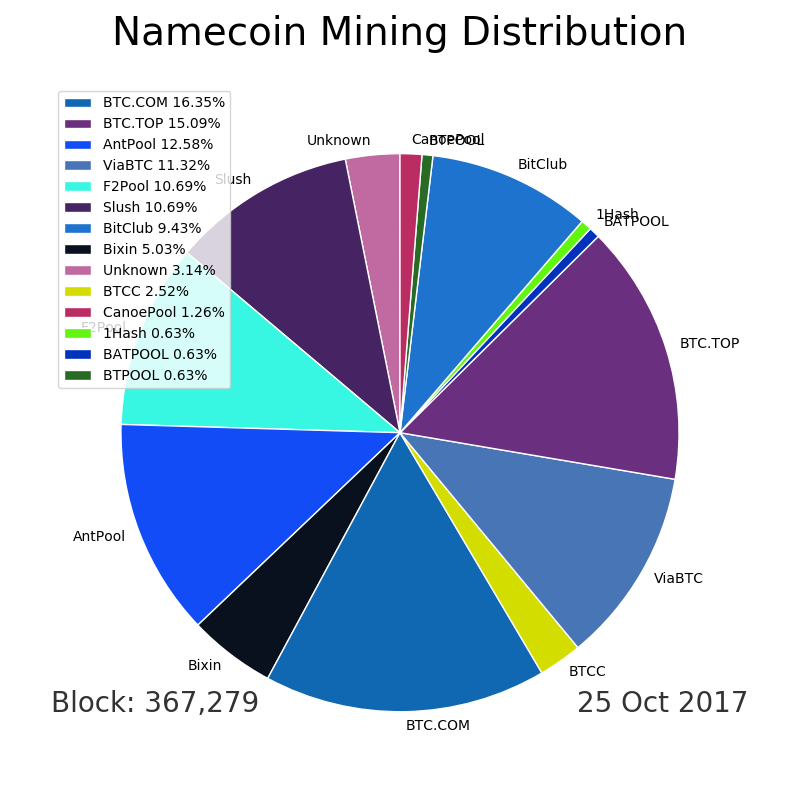 Namecoin Mining Distribution
BTC.COM 16.35%
BTC.TOP 15.09%
AntPool 12.58%
ViaBTC 11.32%
F2Pool 10.69%
Slush 10.69%
BitClub 9.43%
Bixin 5.03%
Unknown 3.14%
BTCC 2.52%
CanoePool 1.26%
1Hash 0.63%
BATPOOL 0.63%
BTPOOL 0.63%
Unknown
CanoePool
BTPOOL
BitClub
1Hash
BATPOOL
Slush
F2Pool
BTC.TOP
AntPool
ViaBTC
Bixin
BTCC
BTC.COM
Block: 367,279
25 Oct 2017